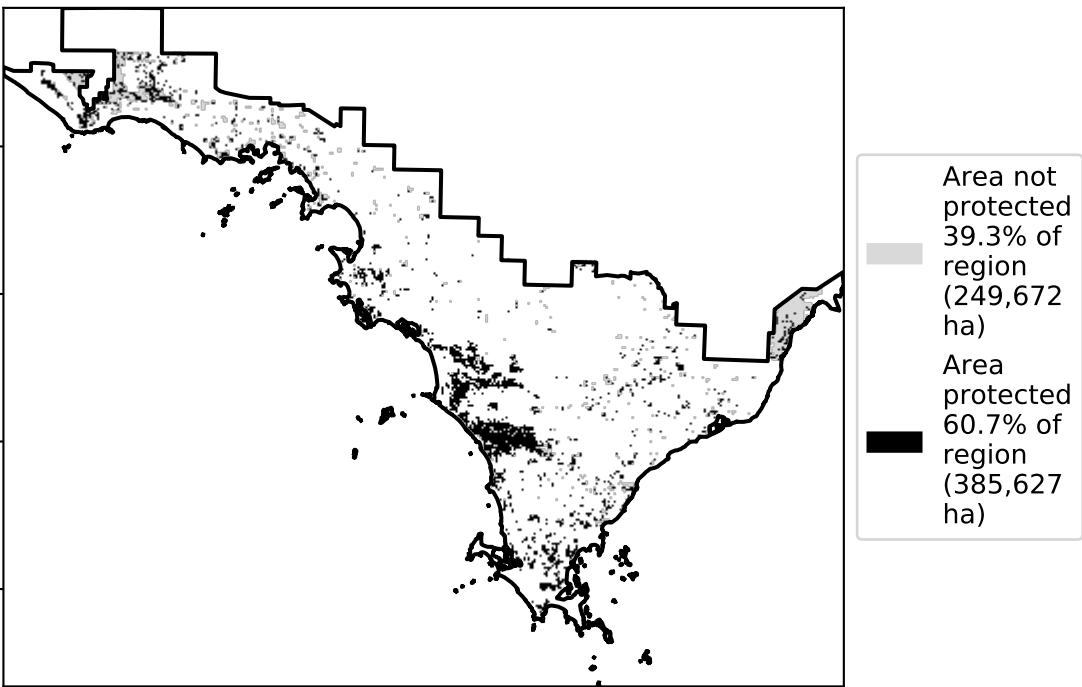 Area not
protected
39.3% of
region
(249,672
ha)
Area
protected
60.7% of
region
(385,627
ha)